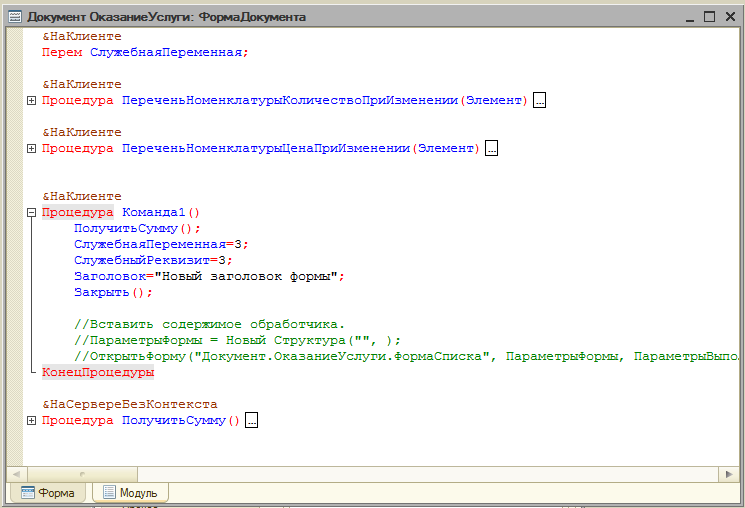 Документ ОказаниеУслуги: ФормаДокумента
&НаКлиенте
Перем СлужебнаяПеременная;
&НаКлиенте
Процедура ПереченьНоменклатурыКоличествоПриИзменении(Элемент) ...
&НаКлиенте
Процедура ПереченьНоменклатурыЦенаПриИзменении(Элемент) ...
&НаКлиенте
Процедура Команда1()
ПолучитьСумму();
СлужебнаяПеременная=3;
СлужебныйРеквизит=3;
Заголовок="Новый заголовок формы";
Закрыть();
//Вставить содержимое обработчика.
//ПараметрыФормы = Новый Структура("", );
//ОткрытьФорму("Документ.ОказаниеУслуги.ФормаСписка", ПараметрыФормы, ПараметрыВыпол
КонецПроцедуры
&НаСервереБезКонтекста
Процедура ПолучитьСумму() ...
Форма
Модуль